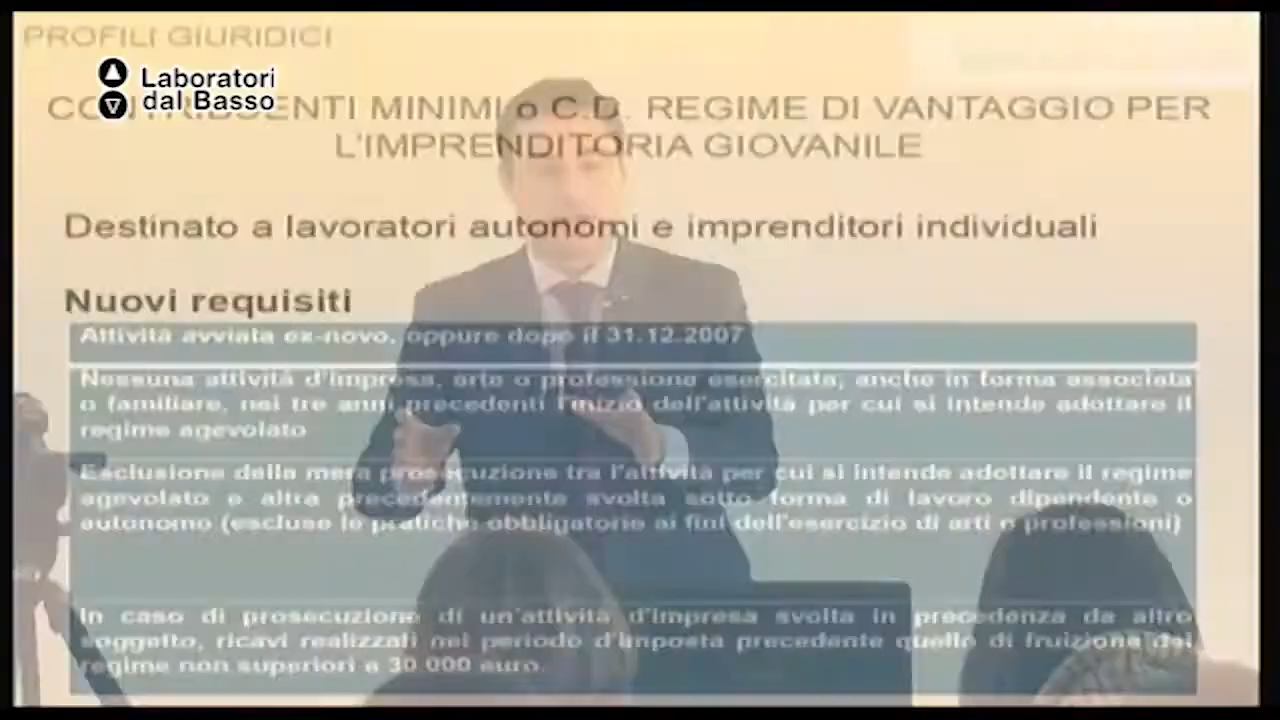 PROFILI GIURIDICI
Laboratori
dal Basso
CONTRIBUENTI MINIMI o C.D. REGIME DI VANTAGGIO PER
L'IMPRENDITORIA GIOVANILE
Destinato a lavoratori autonomi e imprenditori individuali
Nuovi requisiti
Attività avviata ex-novo, oppure dopo il 31.12.2007
Nessuna attività d'impresa, arte o professione esercitata, anche in forma associata
o familiare, nei tre anni precedenti l'inizio dell'attività per cui si intende adottare il
regime agevolato
Esclusione della mera prosecuzione tra l'attività per cui si intende adottare il regime
agevolato e altra precedentemente svolta sotto forma di lavoro dipendente o
autonomo (escluse le pratiche obbligatorie ai fini dell'esercizio di arti o professioni)
In caso di prosecuzione di un'attività d'impresa svolta in precedenza da altro
soggetto, ricavi realizzati nel periodo d'imposta precedente quello di fruizione del
regime non superiori a 30 000 euro.